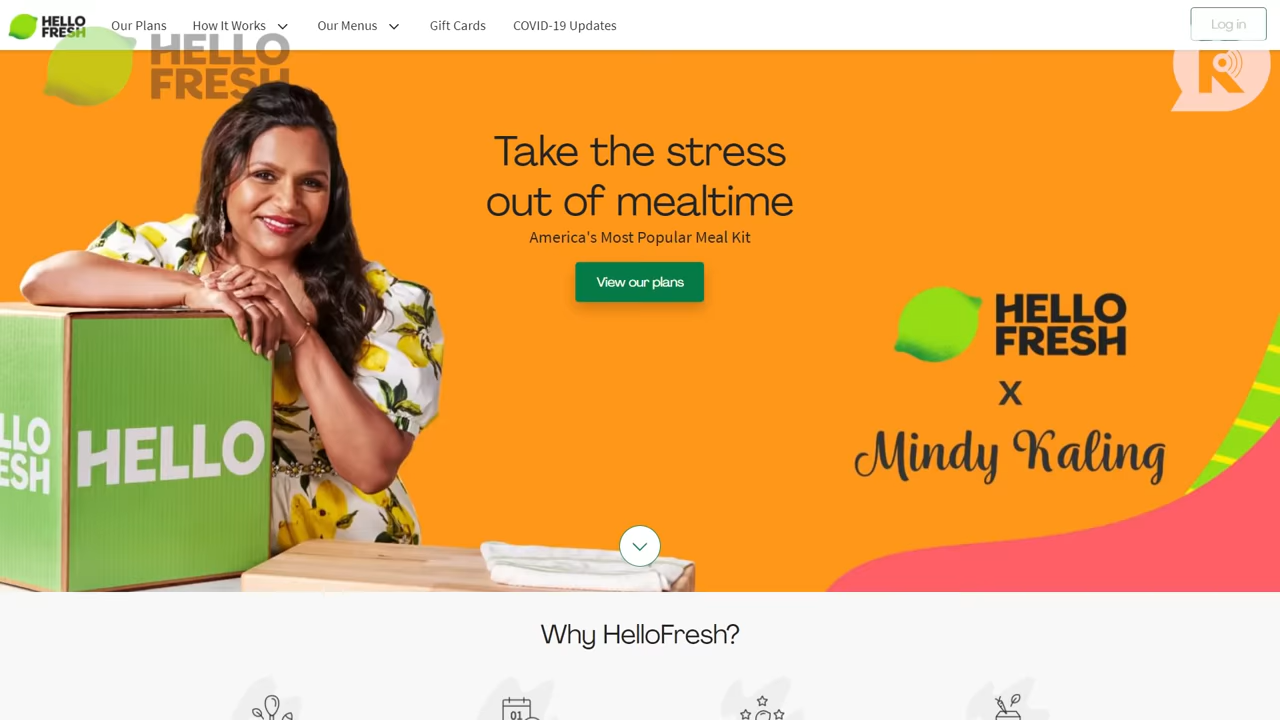 HELLO
FRESH
Our Plans
How It Works
Our Menus
Gift Cards
COVID-19 Updates
Log in
HELLO
FRESH
R
Take the stress
out of mealtime
America's Most Popular Meal Kit
View our plans
HELLO
FRESH
X
Mindy Kaling
LLO
ESH
HELLO
Why HelloFresh?
01